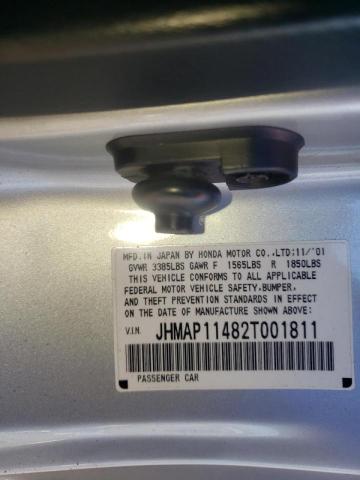 MFD.IN JAPAN BY HONDA MOTOR CO.,LTD:11/'01
GVWR 3385LBS GAWR F 1565LBS R 1850LBS
THIS VEHICLE CONFORMS TO ALL APPLICABLE
FEDERAL MOTOR VEHICLE SAFETY,BUMPER,
AND THEFT PREVENTION STANDARDS IN EFFECT
ON THE DATE OF MANUFACTURE SHOWN ABOVE:
V.I.N. JHMAP11482T001811
PASSENGER CAR